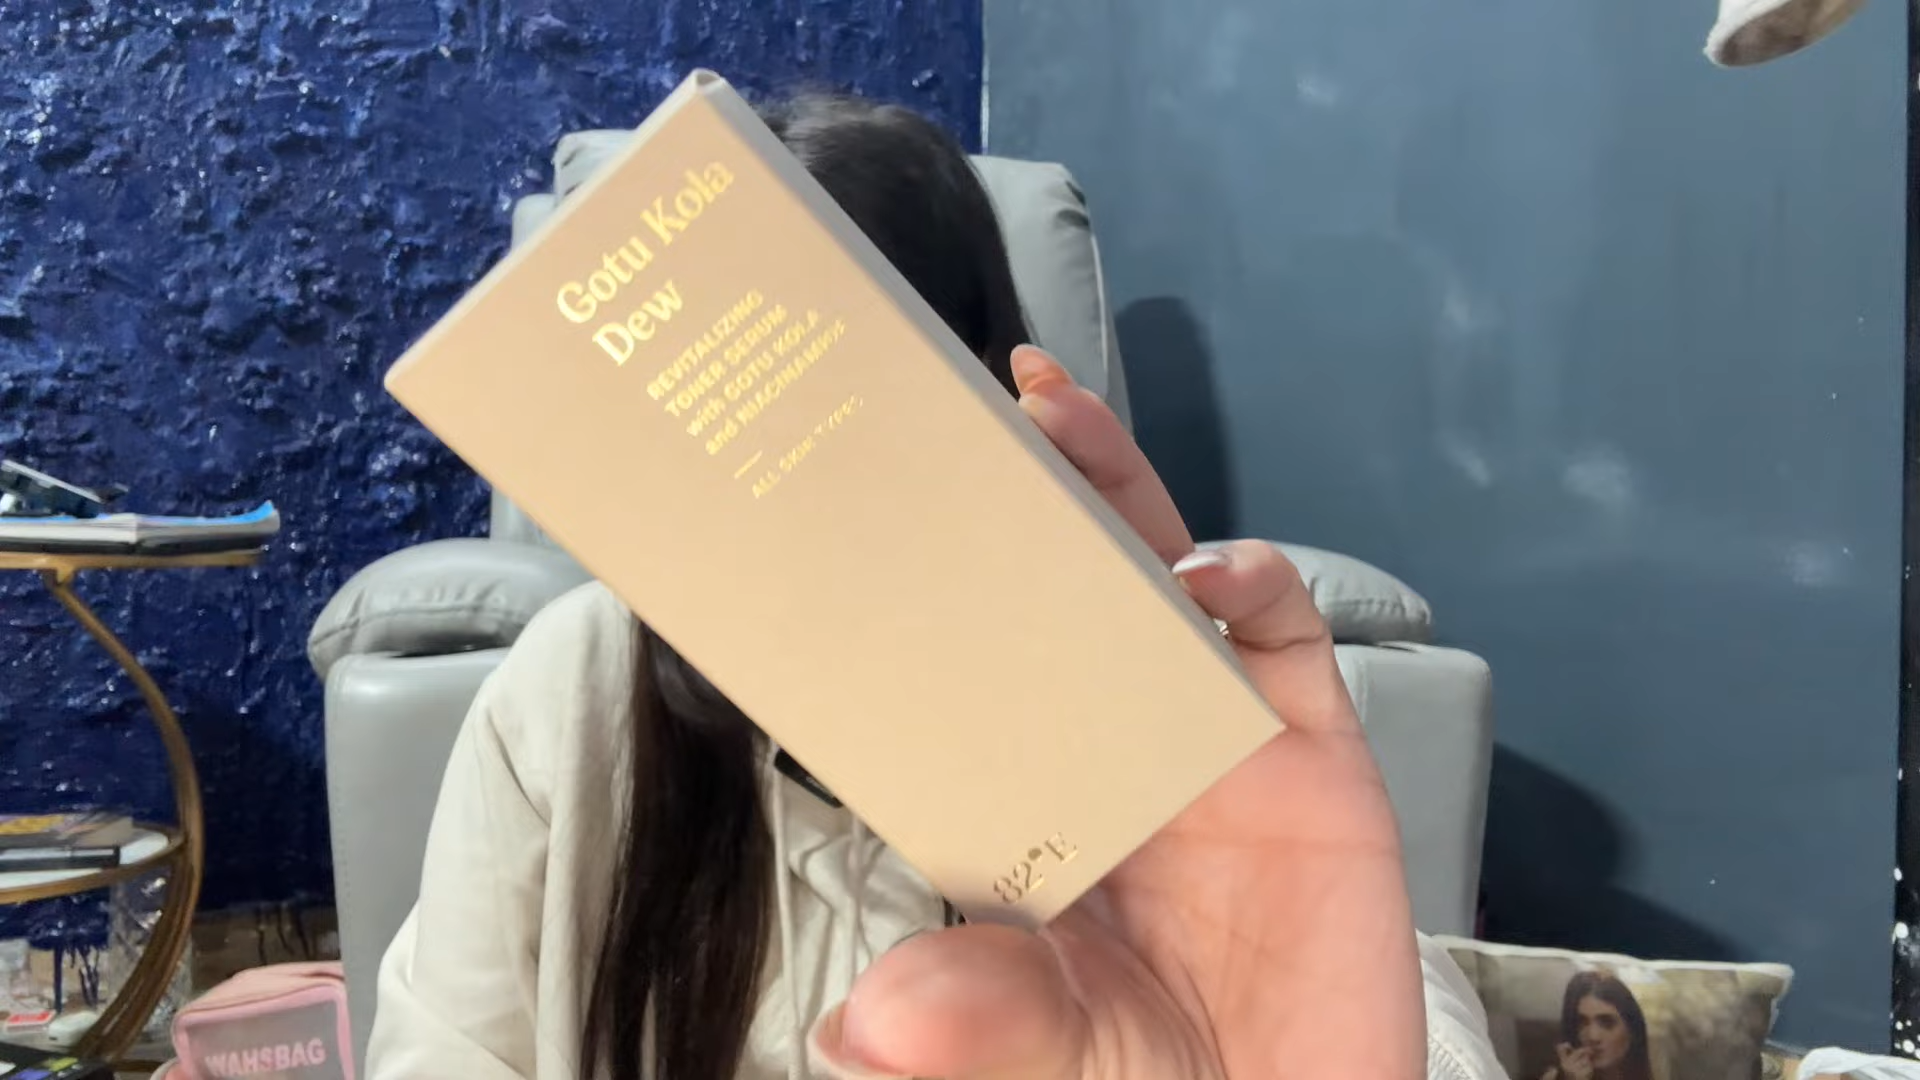 Gotu Kola
Dew
REVITALIZING
TONER SERUM
with GOTU KOLA
and NIACINAMIDE
ALL SKIN TYPES
82°E
WAHSBAG